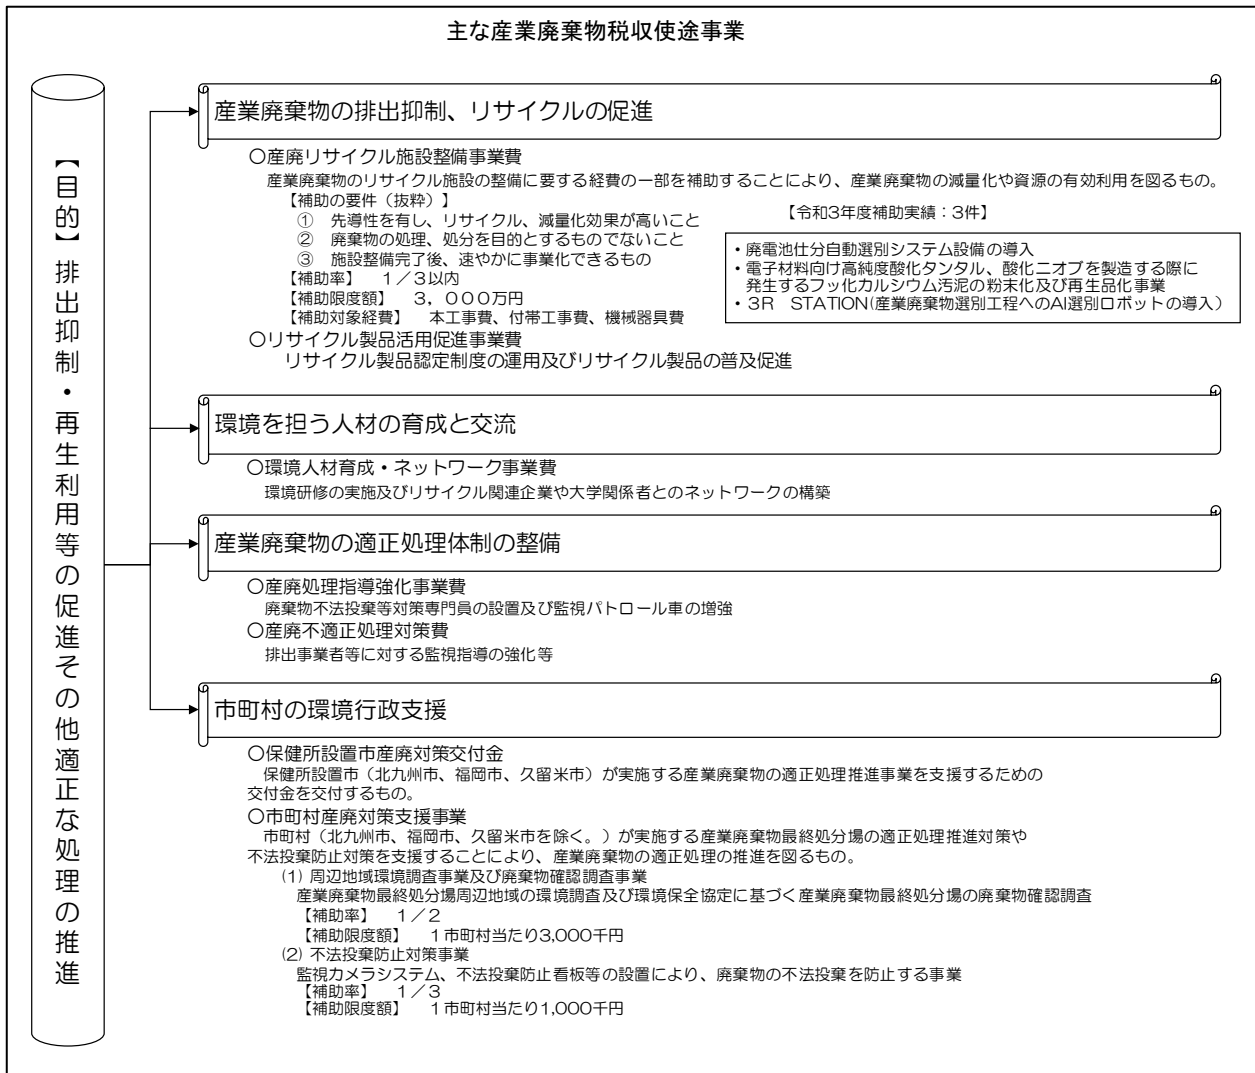 主な産業廃棄物税収使途事業
【目的】排出抑制・再生利用等の促進その他適正な処理の推進
産業廃棄物の排出抑制、リサイクルの促進
○産廃リサイクル施設整備事業費
産業廃棄物のリサイクル施設の整備に要する経費の一部を補助することにより、産業廃棄物の減量化や資源の有効利用を図るもの。
【補助の要件（抜粋）】
① 先導性を有し、リサイクル、減量化効果が高いこと
② 廃棄物の処理、処分を目的とするものでないこと
③ 施設整備完了後、速やかに事業化できるもの
【補助率】 １／３以内
【補助限度額】 ３，０００万円
【補助対象経費】 本工事費、付帯工事費、機械器具費
【令和3年度補助実績：3件】
・廃電池仕分自動選別システム設備の導入
・電子材料向け高純度酸化タンタル、酸化ニオブを製造する際に
発生するフッ化カルシウム汚泥の粉末化及び再生品化事業
・３R STATION(産業廃棄物選別工程へのAI選別ロボットの導入）
○リサイクル製品活用促進事業費
リサイクル製品認定制度の運用及びリサイクル製品の普及促進
環境を担う人材の育成と交流
○環境人材育成・ネットワーク事業費
環境研修の実施及びリサイクル関連企業や大学関係者とのネットワークの構築
産業廃棄物の適正処理体制の整備
○産廃処理指導強化事業費
廃棄物不法投棄等対策専門員の設置及び監視パトロール車の増強
○産廃不適正処理対策費
排出事業者等に対する監視指導の強化等
市町村の環境行政支援
○保健所設置市産廃対策交付金
保健所設置市（北九州市、福岡市、久留米市）が実施する産業廃棄物の適正処理推進事業を支援するための
交付金を交付するもの。
○市町村産廃対策支援事業
市町村（北九州市、福岡市、久留米市を除く。）が実施する産業廃棄物最終処分場の適正処理推進対策や
不法投棄防止対策を支援することにより、産業廃棄物の適正処理の推進を図るもの。
(1) 周辺地域環境調査事業及び廃棄物確認調査事業
産業廃棄物最終処分場周辺地域の環境調査及び環境保全協定に基づく産業廃棄物最終処分場の廃棄物確認調査
【補助率】 １／２
【補助限度額】 １市町村当たり3,000千円
(2) 不法投棄防止対策事業
監視カメラシステム、不法投棄防止看板等の設置により、廃棄物の不法投棄を防止する事業
【補助率】 １／３
【補助限度額】 １市町村当たり1,000千円